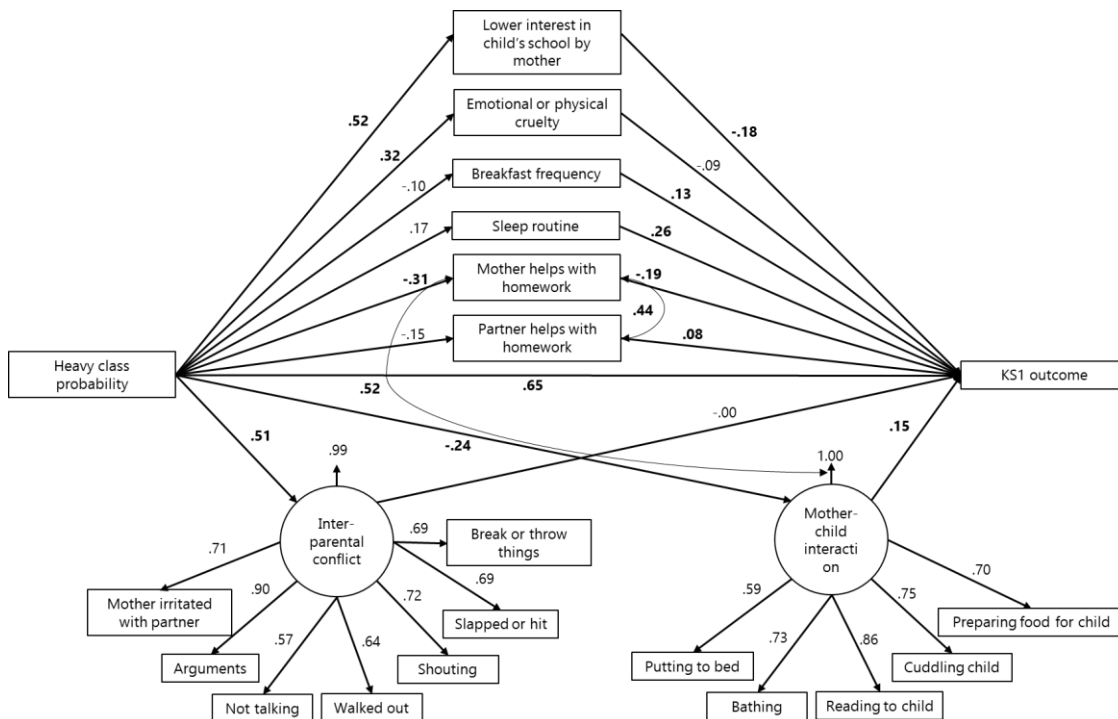 Lower interest in
child's school by
mother
Emotional or physical
cruelty
.52
-.18
.32
-.09
Breakfast frequency
-.10
.13
Sleep routine
.17
.26
Mother helps with
homework
-.31
-.19
.44
Partner helps with
homework
-.15
.08
Heavy class
probability
KS1 outcome
.52
.65
-.00
.15
.51
-.24
.99
1.00
Inter-
parental
conflict
Mother-
child
interacti
on
.69
Break or throw
things
.71
.69
.90
.72
.57
.64
Mother irritated
with partner
Slapped or hit
Arguments
Shouting
Not talking
Walked out
.59
.70
.75
.73
.86
Preparing food for child
Putting to bed
Cuddling child
Bathing
Reading to child